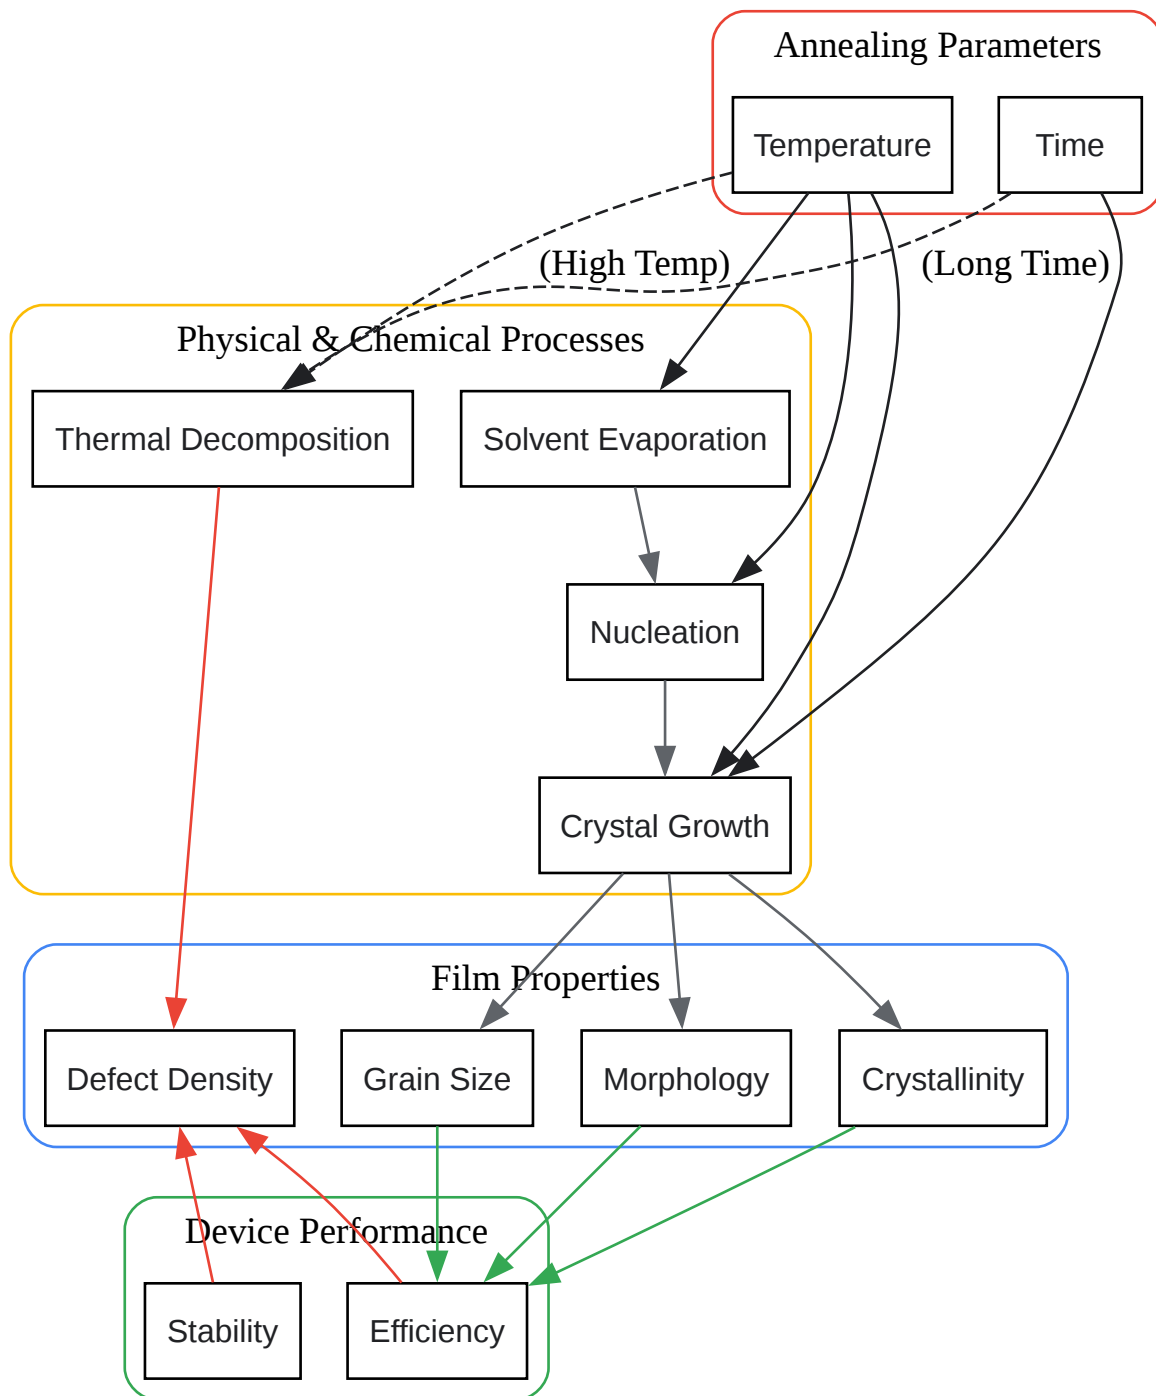 Annealing Parameters
Temperature
Time
(High Temp)
(Long Time)
Physical & Chemical Processes
Thermal Decomposition
Solvent Evaporation
Nucleation
Crystal Growth
Film Properties
Defect Density
Grain Size
Morphology
Crystallinity
Device Performance
Stability
Efficiency